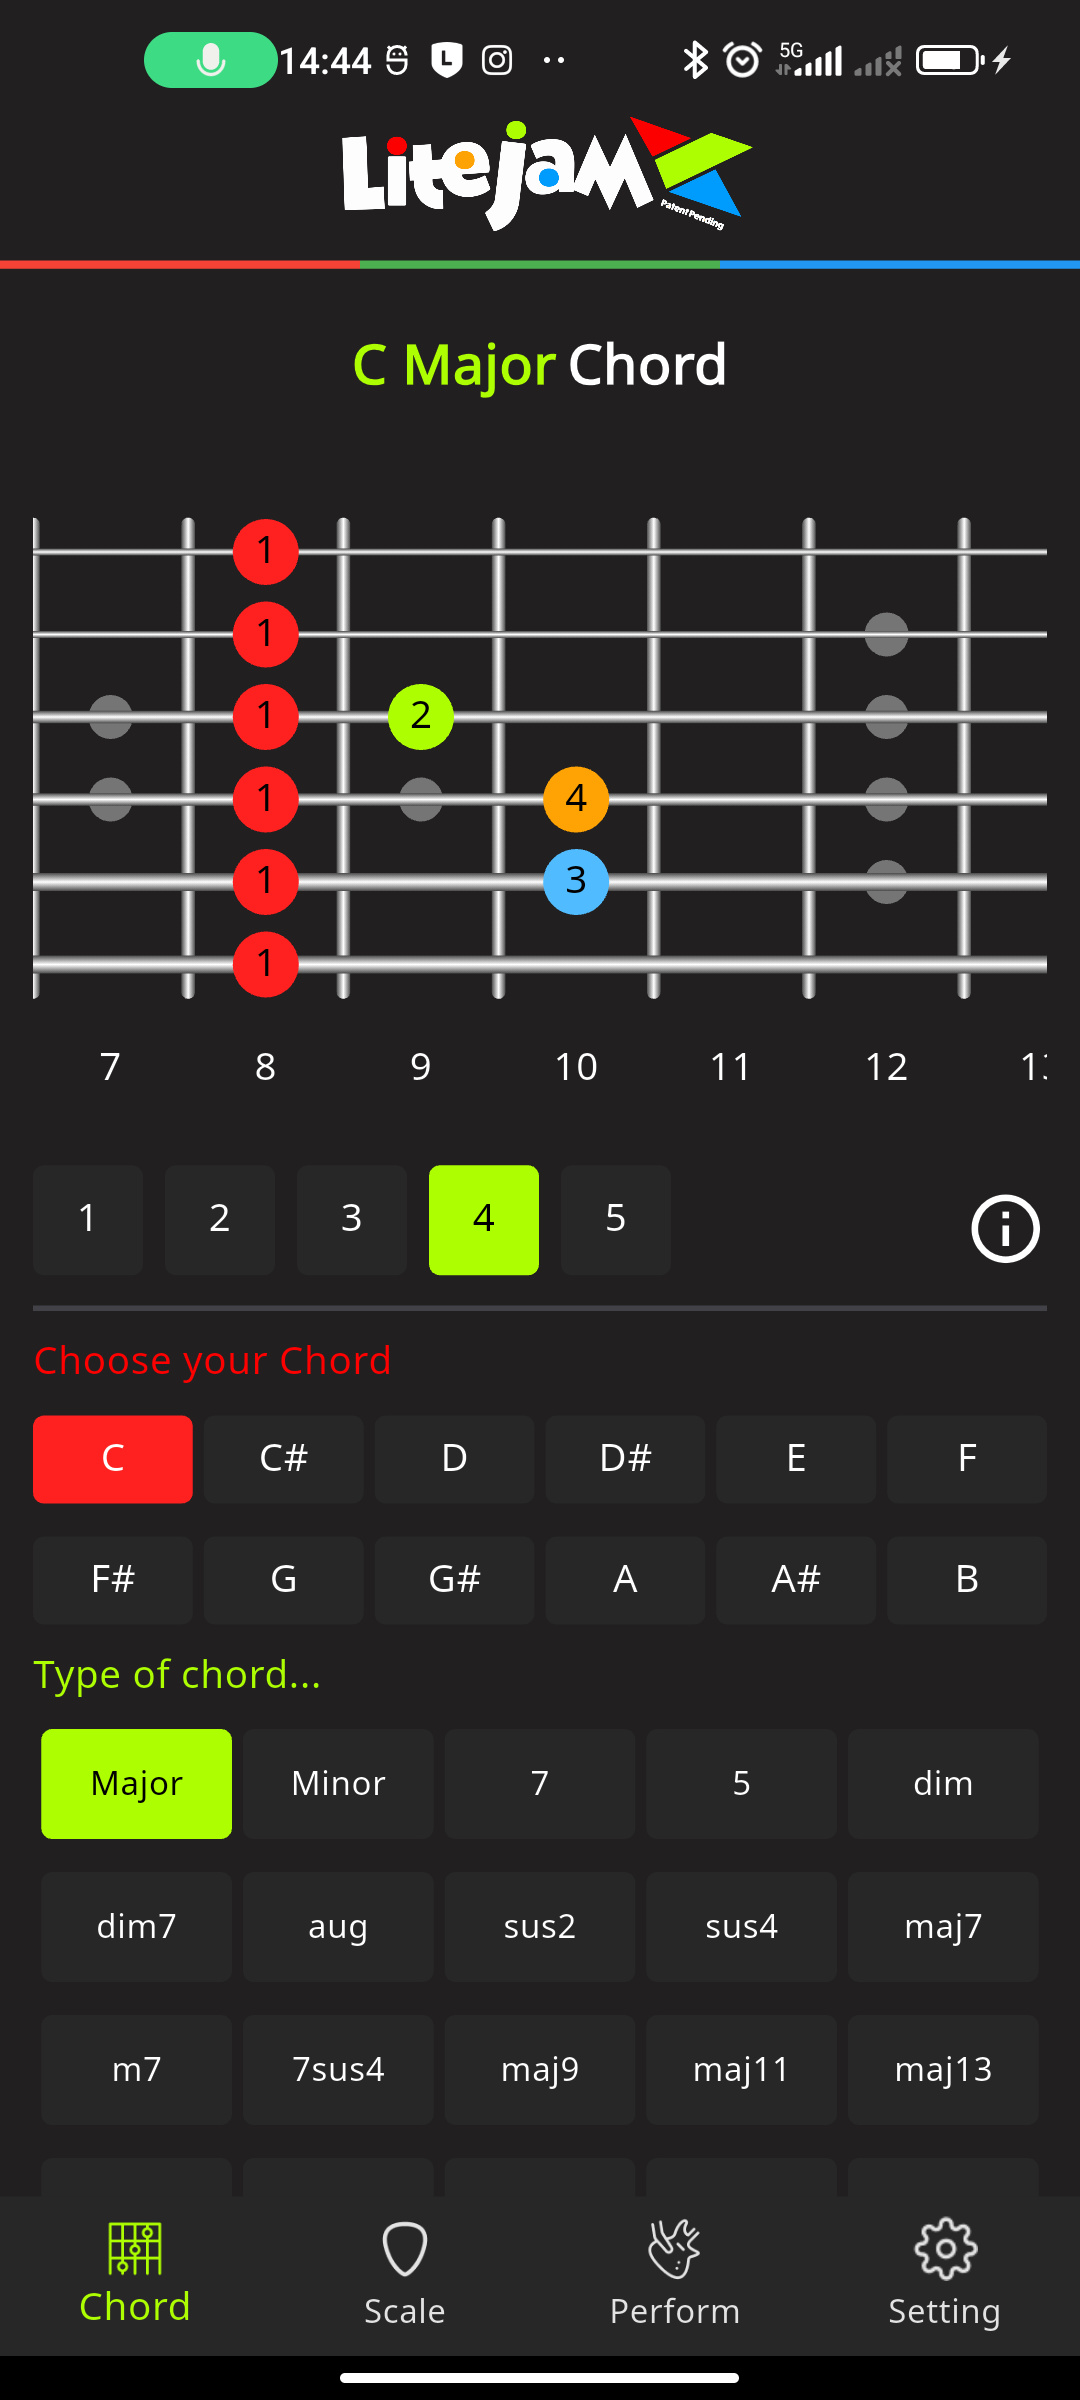 14:44 5G
Litejam
Patent Pending
C Major Chord
1
1
1 2
1 4
1 3
1
7 8 9 10 11 12
1 2 3 4 5
Choose your Chord
C C# D D# E F
F# G G# A A# B
Type of chord...
Major Minor 7 5 dim
dim7 aug sus2 sus4 maj7
m7 7sus4 maj9 maj11 maj13
Chord Scale Perform Setting